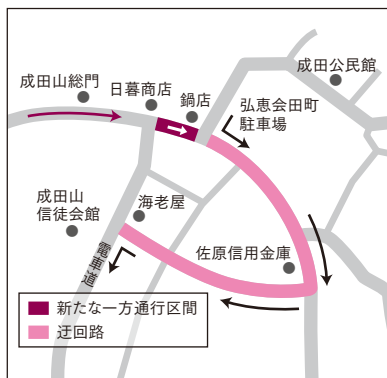 成田公民館
成田山総門
日暮商店
鍋店
弘恵会田町
駐車場
成田山
信徒会館
海老屋
電車道
佐原信用金庫
新たな一方通行区間
迂回路